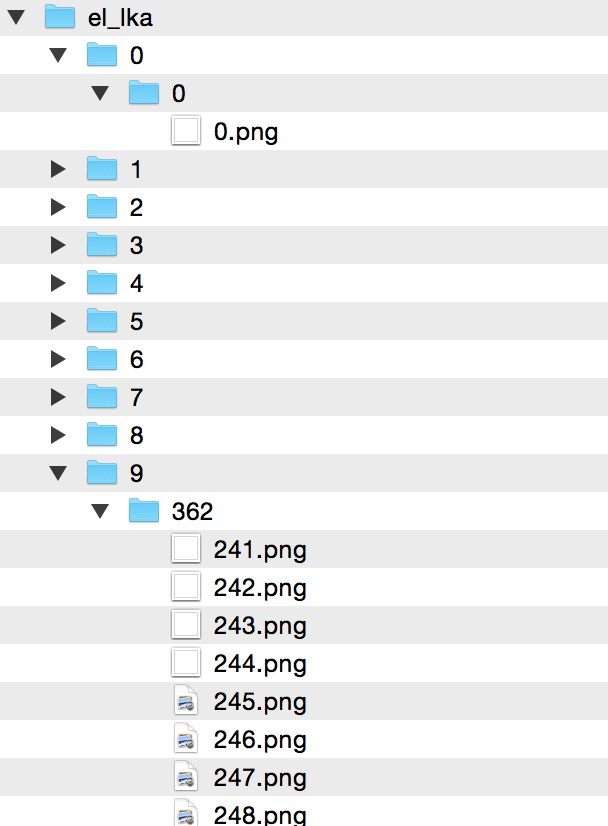 el_lka
0
0
0.png
1
2
3
4
5
6
7
8
9
362
241.png
242.png
243.png
244.png
245.png
246.png
247.png
248.png